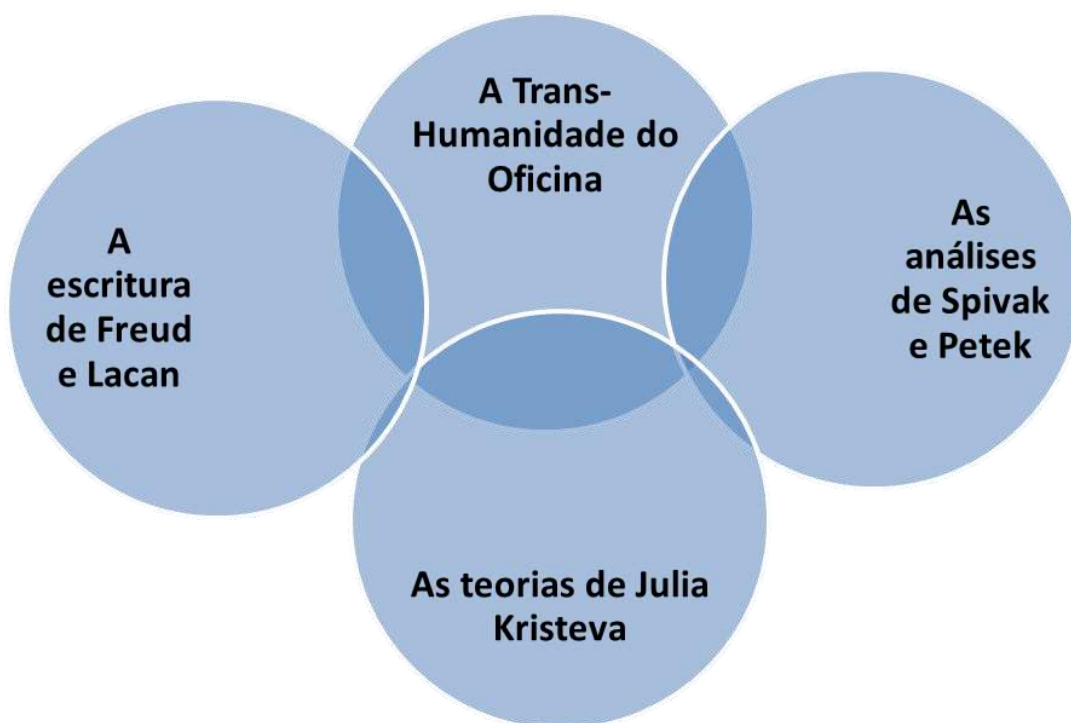 A Trans-
Humanidade do
Oficina
A
escritura
de Freud
e Lacan
As
análises
de Spivak
e Petek
As teorias de Julia
Kristeva